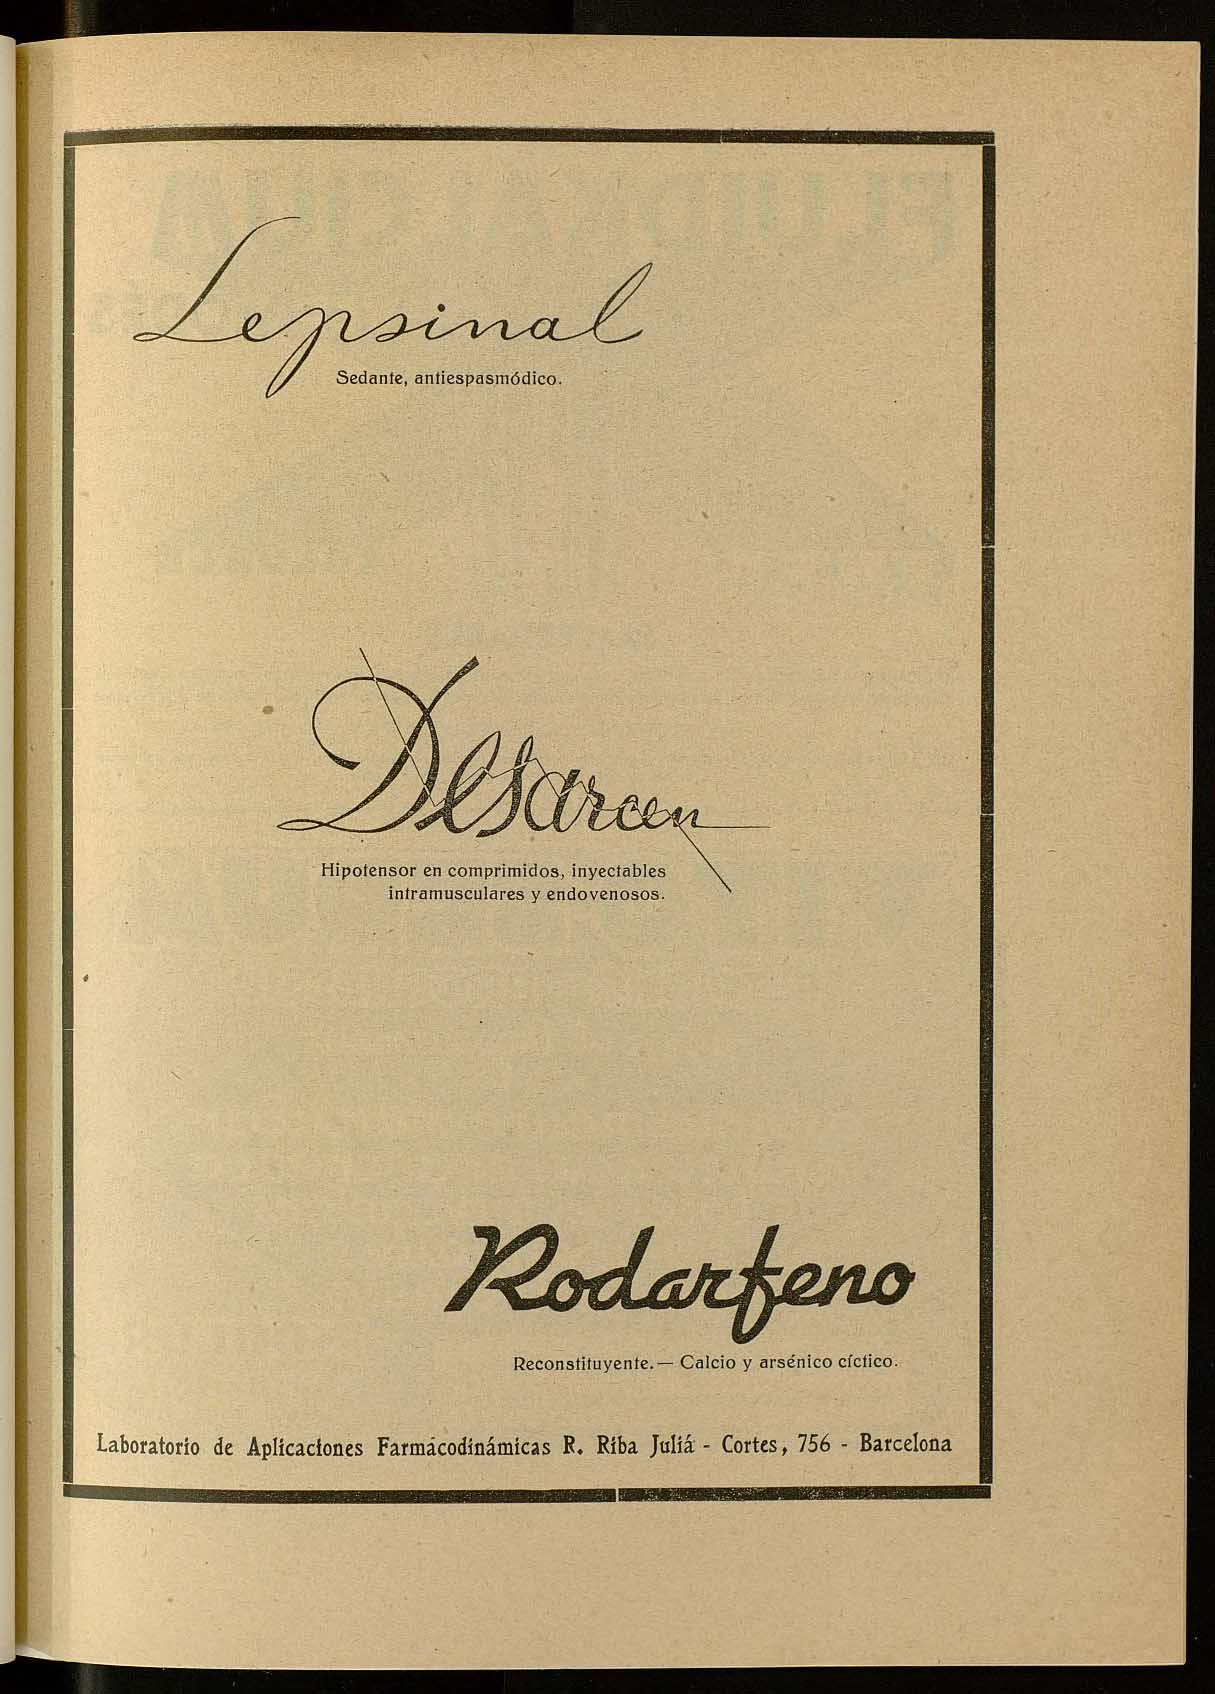 Lepsinal
Sedante, antiespasmódico.
Desarcen
Hipotensor en comprimidos, inyectables
intramusculares y endovenosos.
Rodarfeno
Reconstituyente. — Calcio y arsénico cíctico.
Laboratorio de Aplicaciones Farmácodinámicas R. Riba Juliá - Cortes, 756 - Barcelona